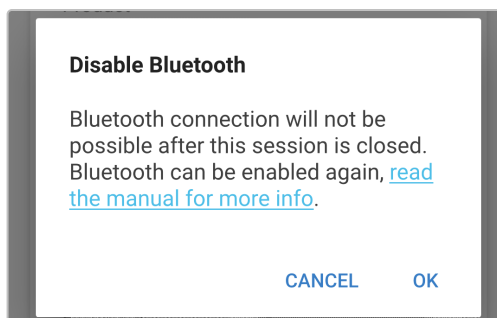 Disable Bluetooth
Bluetooth connection will not be
possible after this session is closed.
Bluetooth can be enabled again, read
the manual for more info.
CANCEL OK